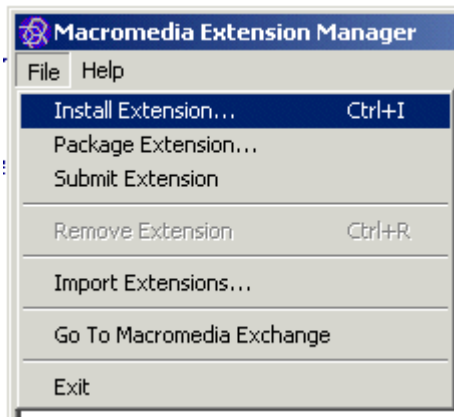 Macromedia Extension Manager
File Help
Install Extension... Ctrl+I
Package Extension...
Submit Extension
Remove Extension Ctrl+R
Import Extensions...
Go To Macromedia Exchange
Exit